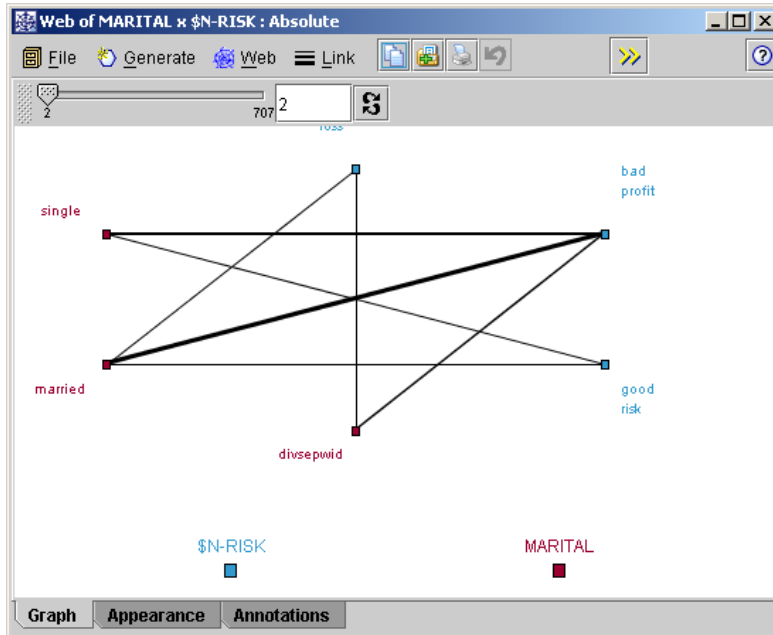 Web of MARITAL x $N-RISK : Absolute
File Generate Web Link
2 707 2
bad
profit
single
married
good
risk
divsepwid
$N-RISK MARITAL
Graph Appearance Annotations